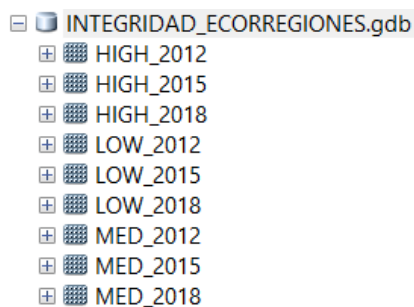 INTEGRIDAD_ECORREGIONES.gdb
HIGH_2012
HIGH_2015
HIGH_2018
LOW_2012
LOW_2015
LOW_2018
MED_2012
MED_2015
MED_2018